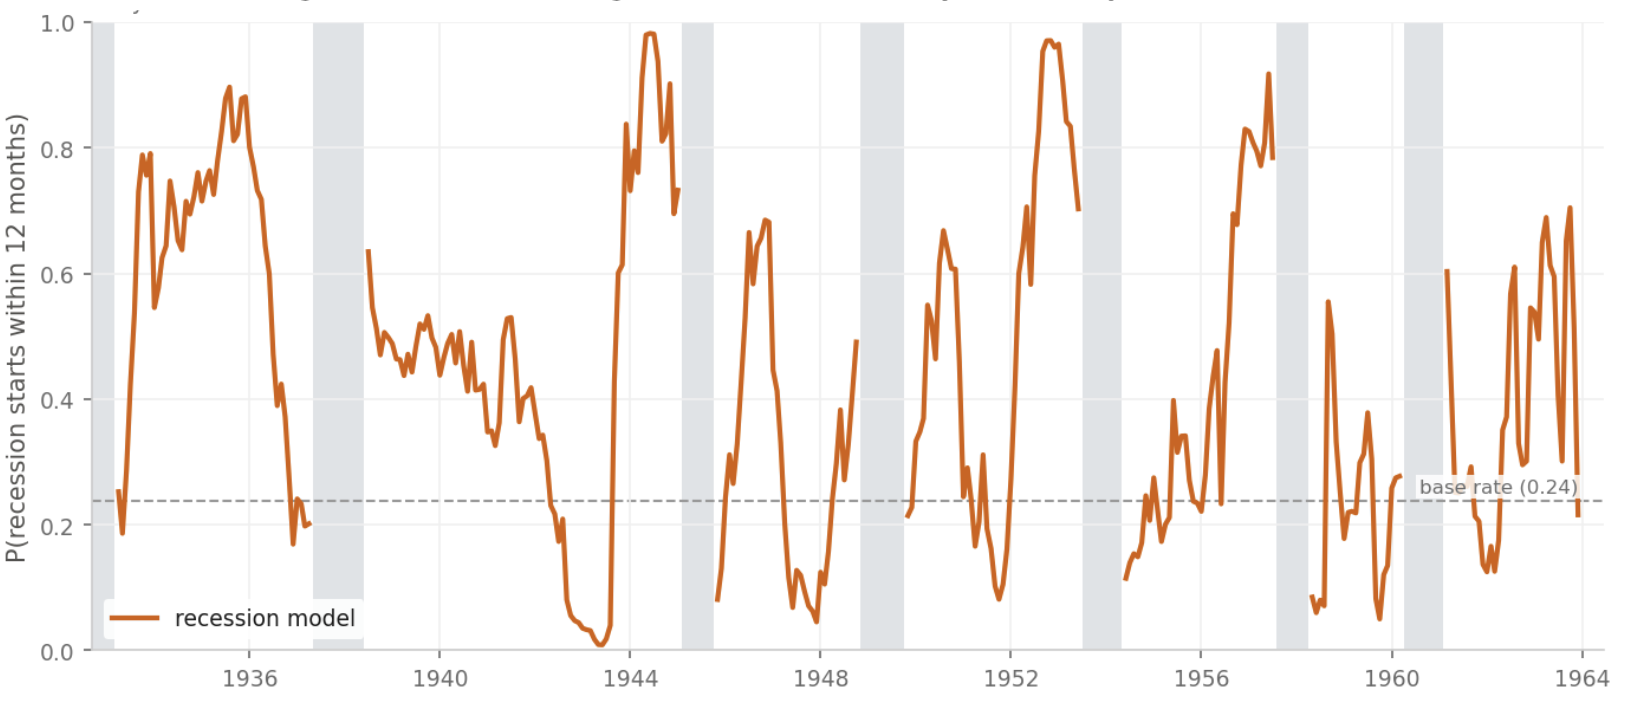 1.0
0.8
0.6
0.4
0.2
0.0
P(recession starts within 12 months)
base rate (0.24)
recession model
1936 1940 1944 1948 1952 1956 1960 1964